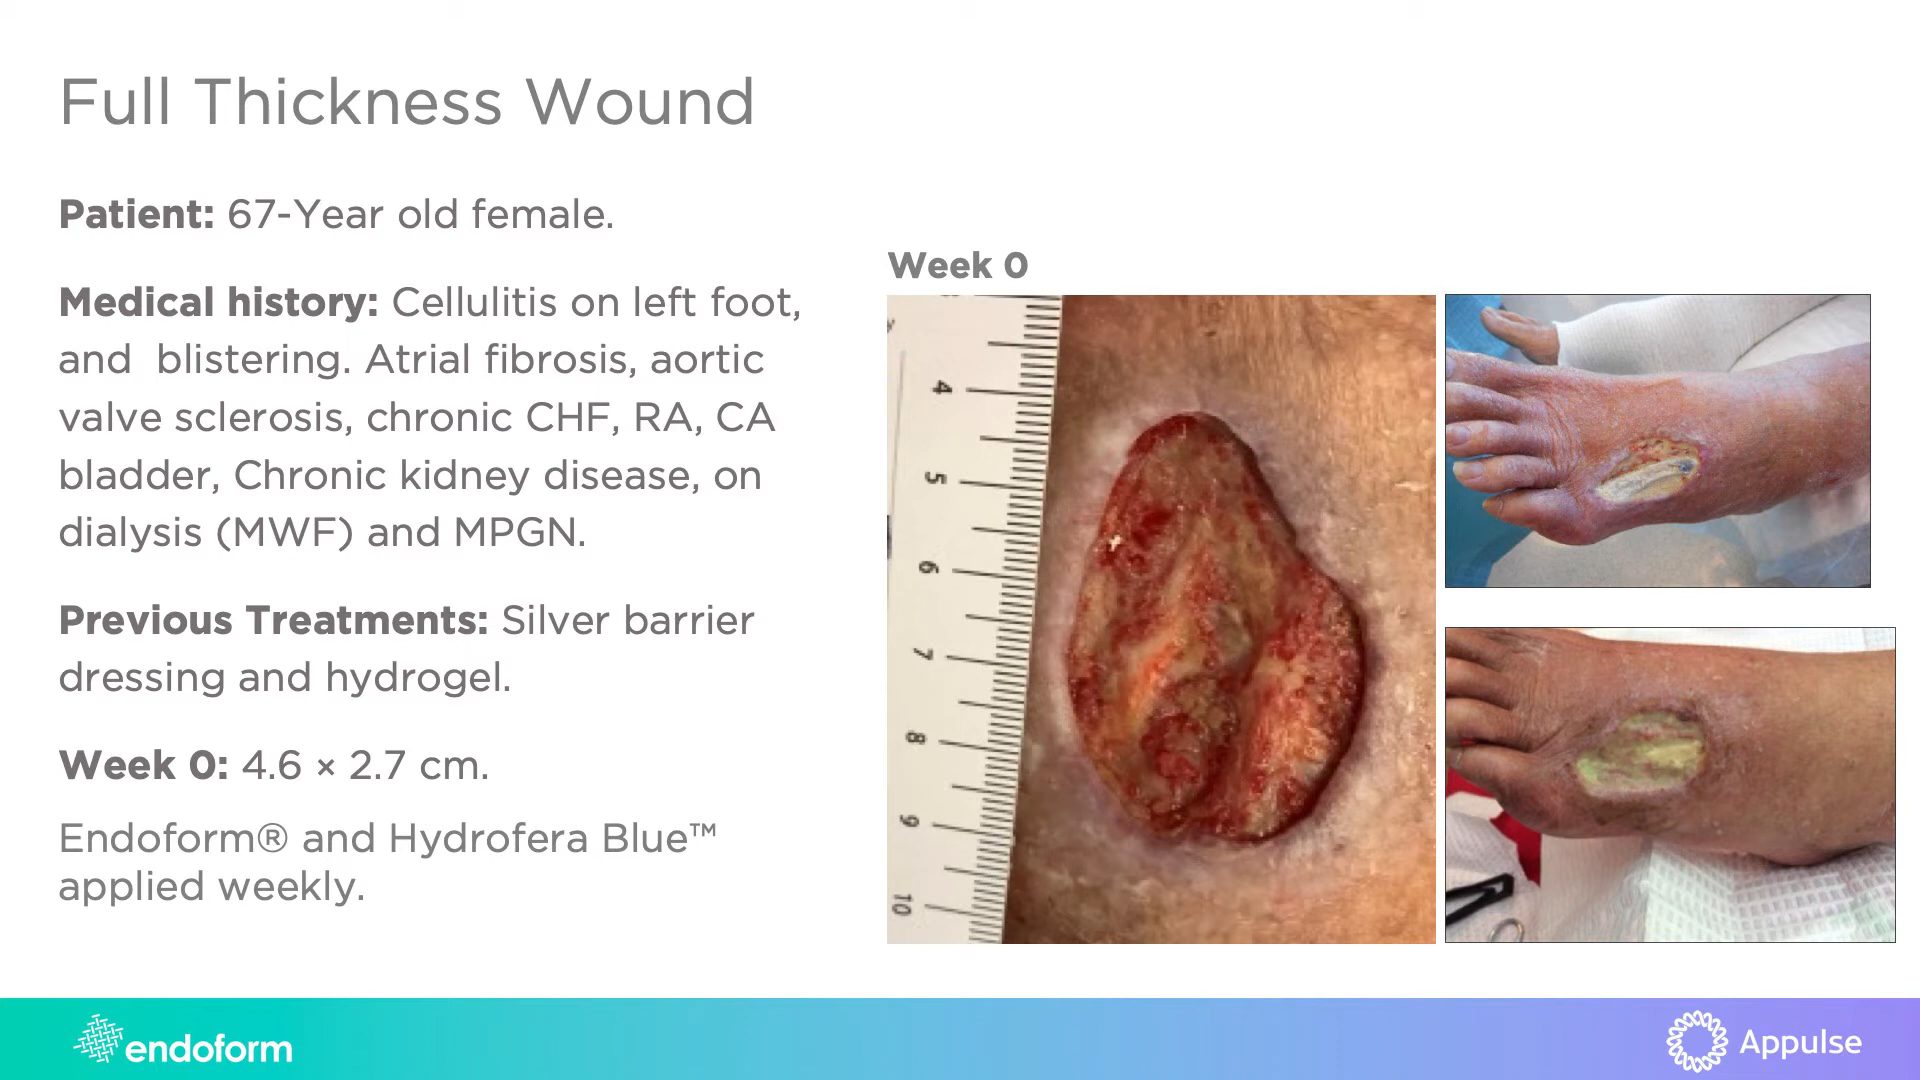 Full Thickness Wound
Patient: 67-Year old female.
Medical history: Cellulitis on left foot,
and  blistering. Atrial fibrosis, aortic
valve sclerosis, chronic CHF, RA, CA
bladder, Chronic kidney disease, on
dialysis (MWF) and MPGN.
Previous Treatments: Silver barrier
dressing and hydrogel.
Week 0: 4.6 × 2.7 cm.
Endoform® and Hydrofera Blue™
applied weekly.
Week 0
4
5
6
7
8
9
10
endoform
Appulse